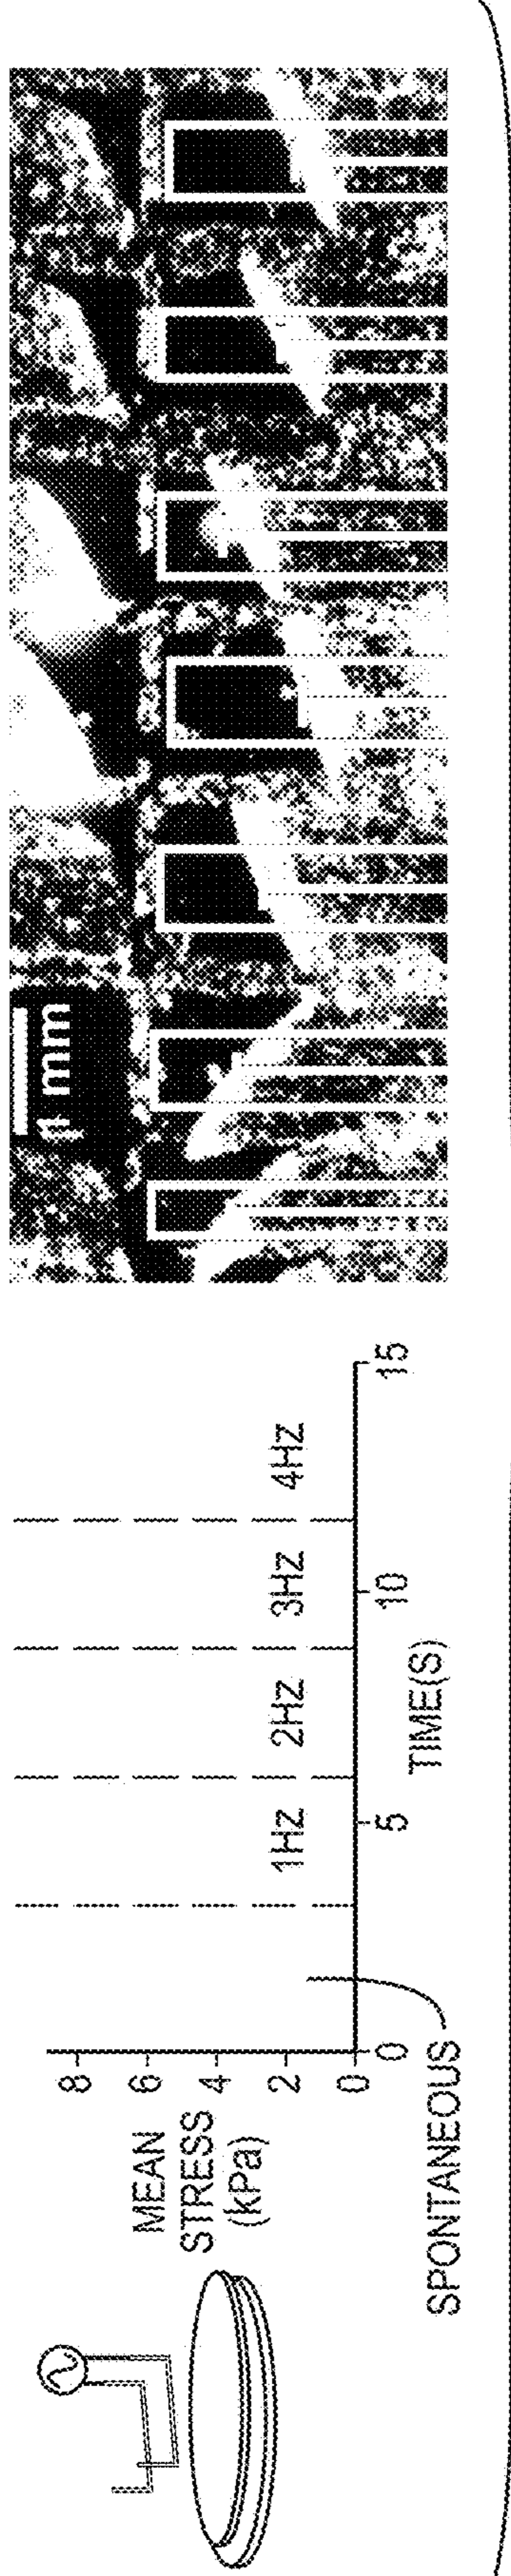 MEAN
STRESS
(kPa)
8
6
4
2
0
1Hz
2Hz
3Hz
4Hz
0
5
10
15
TIME(S)
SPONTANEOUS
1 mm